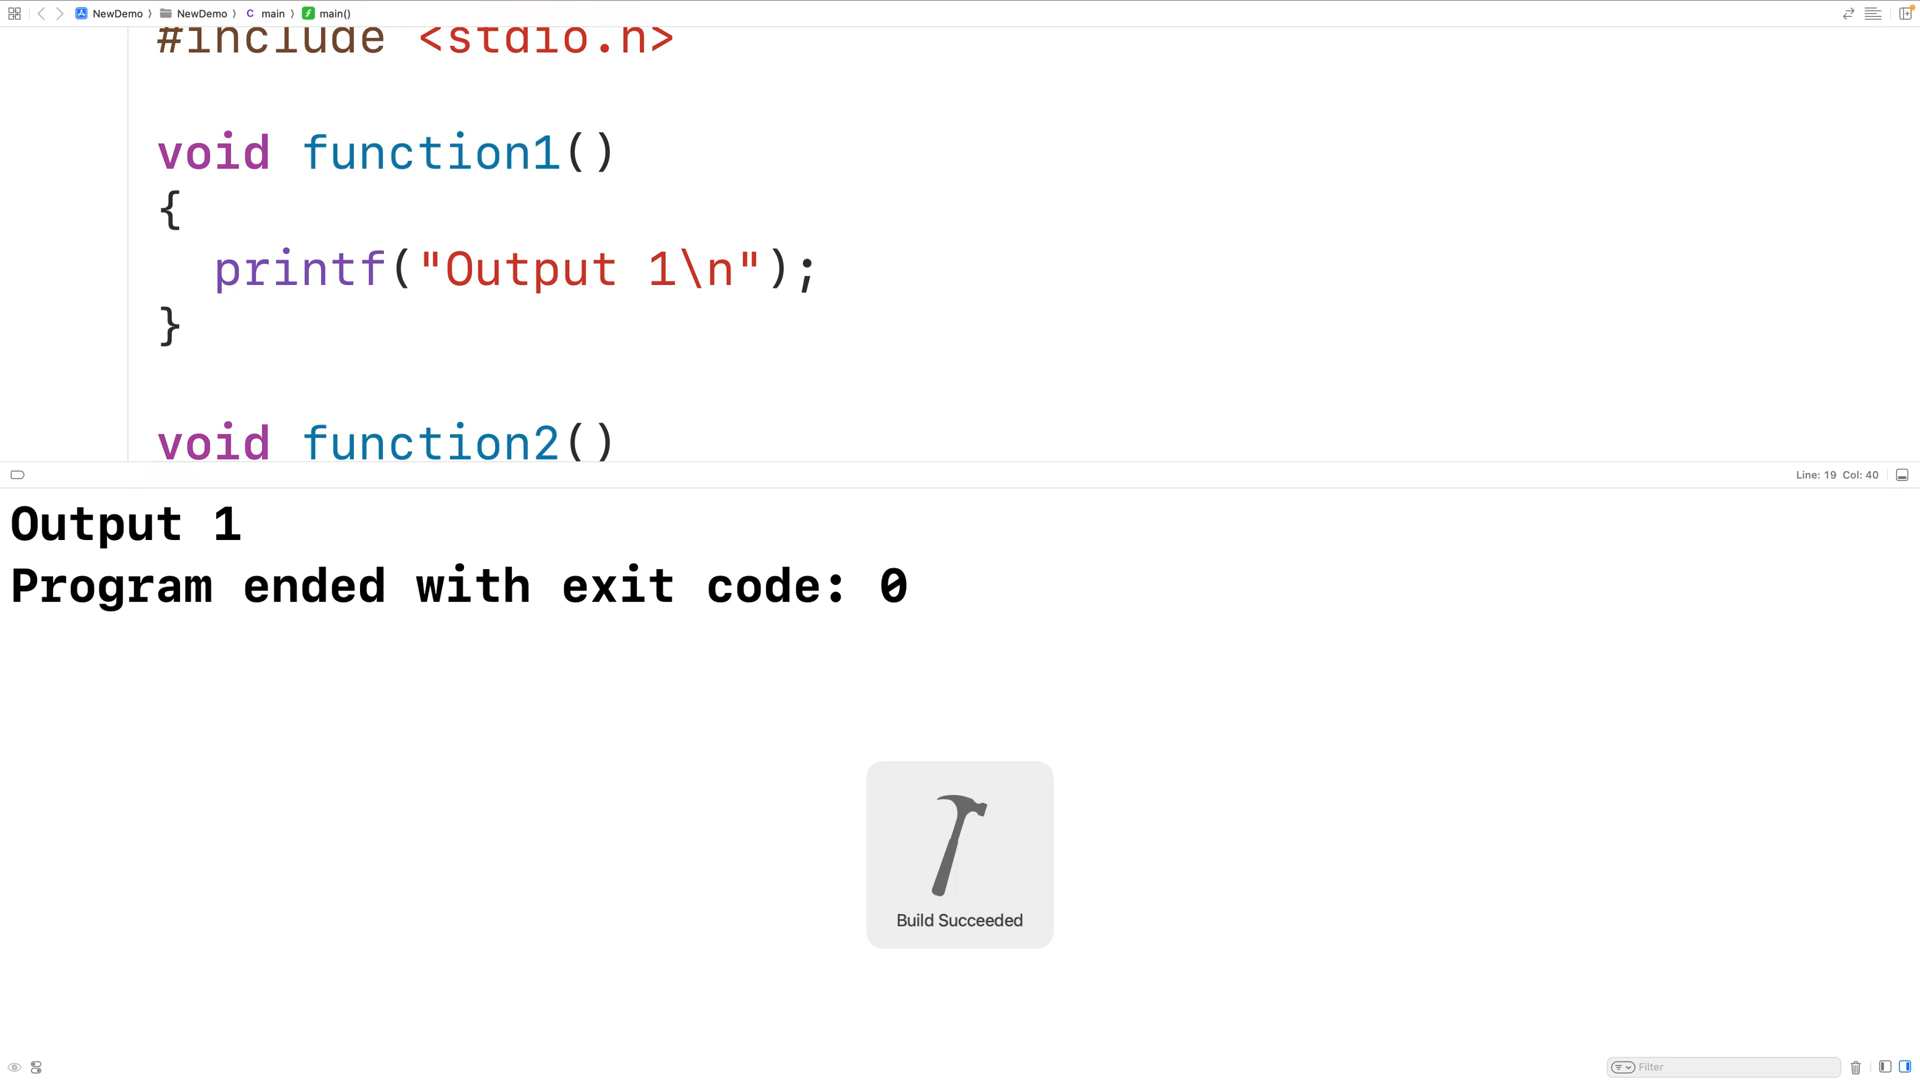 NewDemo 〉 NewDemo 〉 C main 〉 f main()
#include <stdio.h>
void function1()
{
printf("Output 1\n");
}
void function2()
Line: 19 Col: 40
Output 1
Program ended with exit code: 0
Build Succeeded
Filter